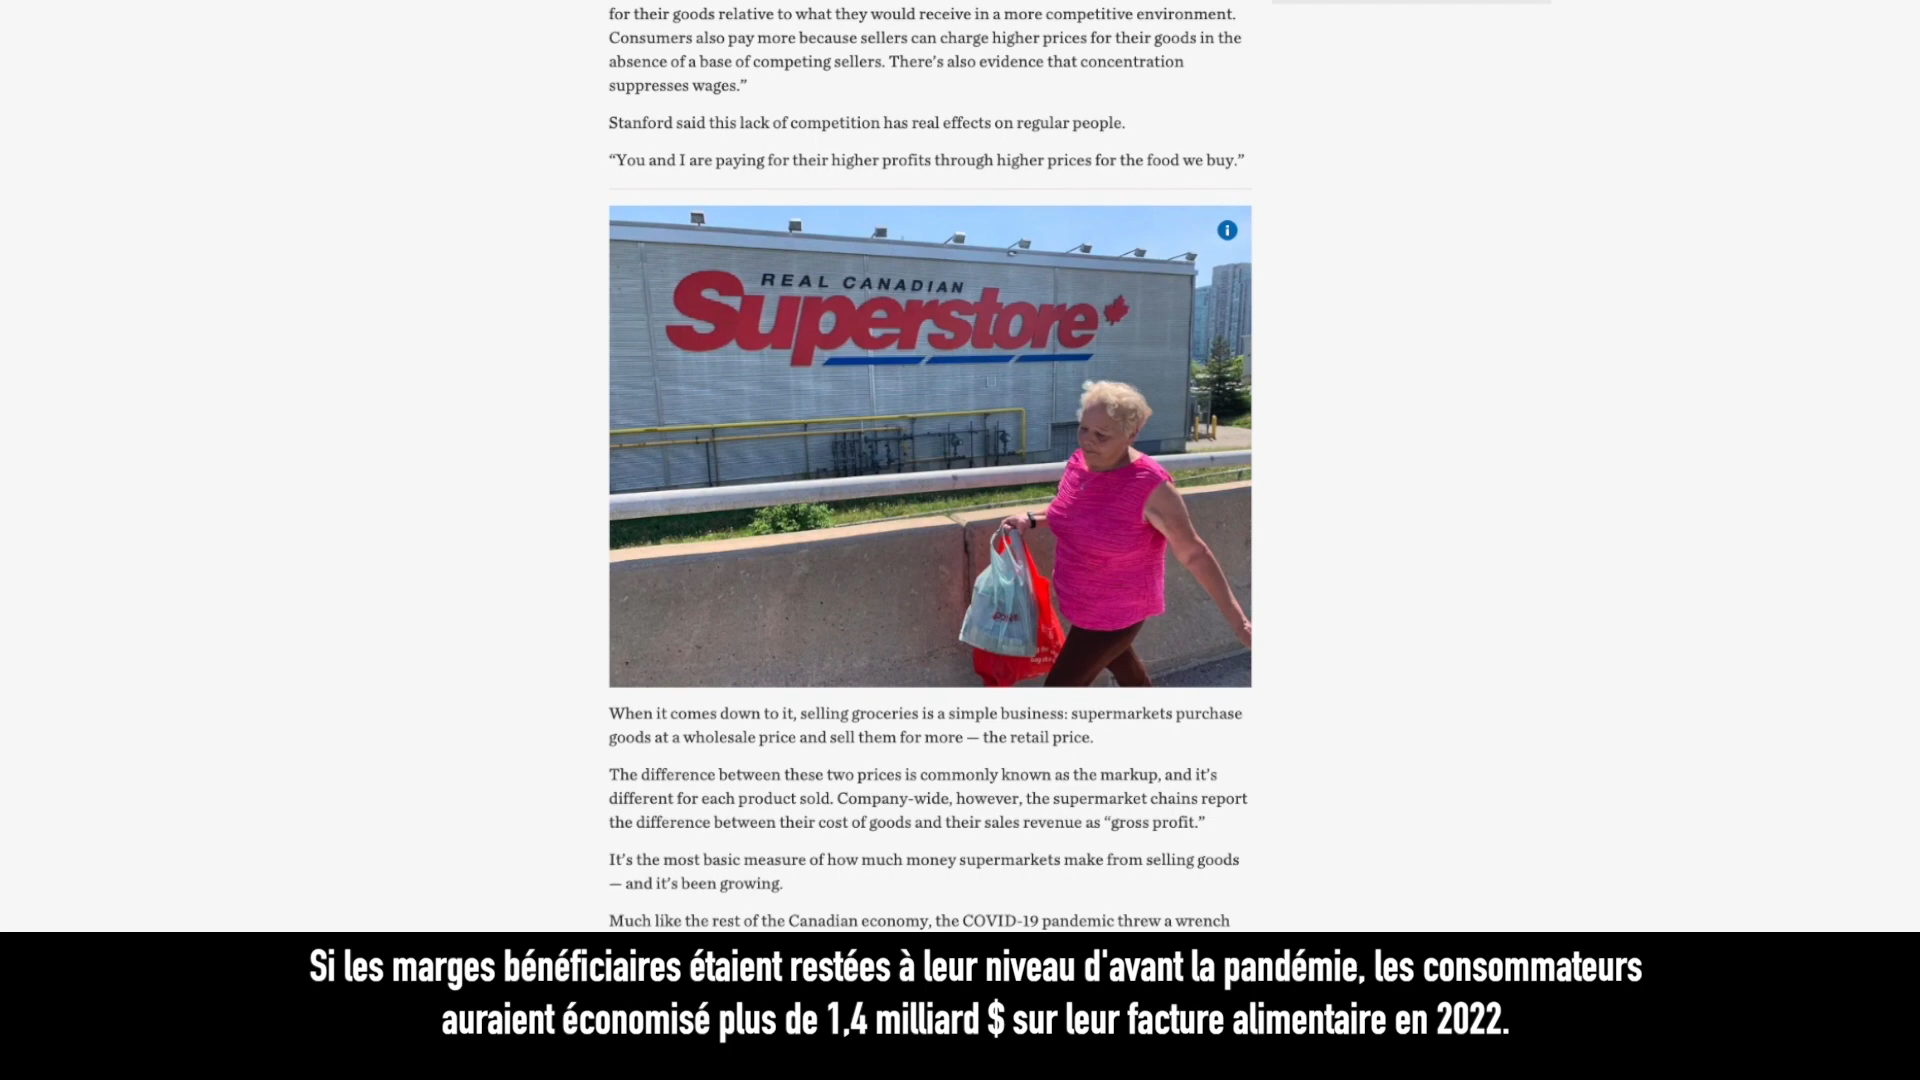 for their goods relative to what they would receive in a more competitive environment.
Consumers also pay more because sellers can charge higher prices for their goods in the
absence of a base of competing sellers. There's also evidence that concentration
suppresses wages.”
Stanford said this lack of competition has real effects on regular people.
“You and I are paying for their higher profits through higher prices for the food we buy.”
i
REAL CANADIAN
Superstore
When it comes down to it, selling groceries is a simple business: supermarkets purchase
goods at a wholesale price and sell them for more — the retail price.
The difference between these two prices is commonly known as the markup, and it's
different for each product sold. Company-wide, however, the supermarket chains report
the difference between their cost of goods and their sales revenue as “gross profit.”
It's the most basic measure of how much money supermarkets make from selling goods
— and it's been growing.
Much like the rest of the Canadian economy, the COVID-19 pandemic threw a wrench
Si les marges bénéficiaires étaient restées à leur niveau d'avant la pandémie, les consommateurs
auraient économisé plus de 1,4 milliard $ sur leur facture alimentaire en 2022.